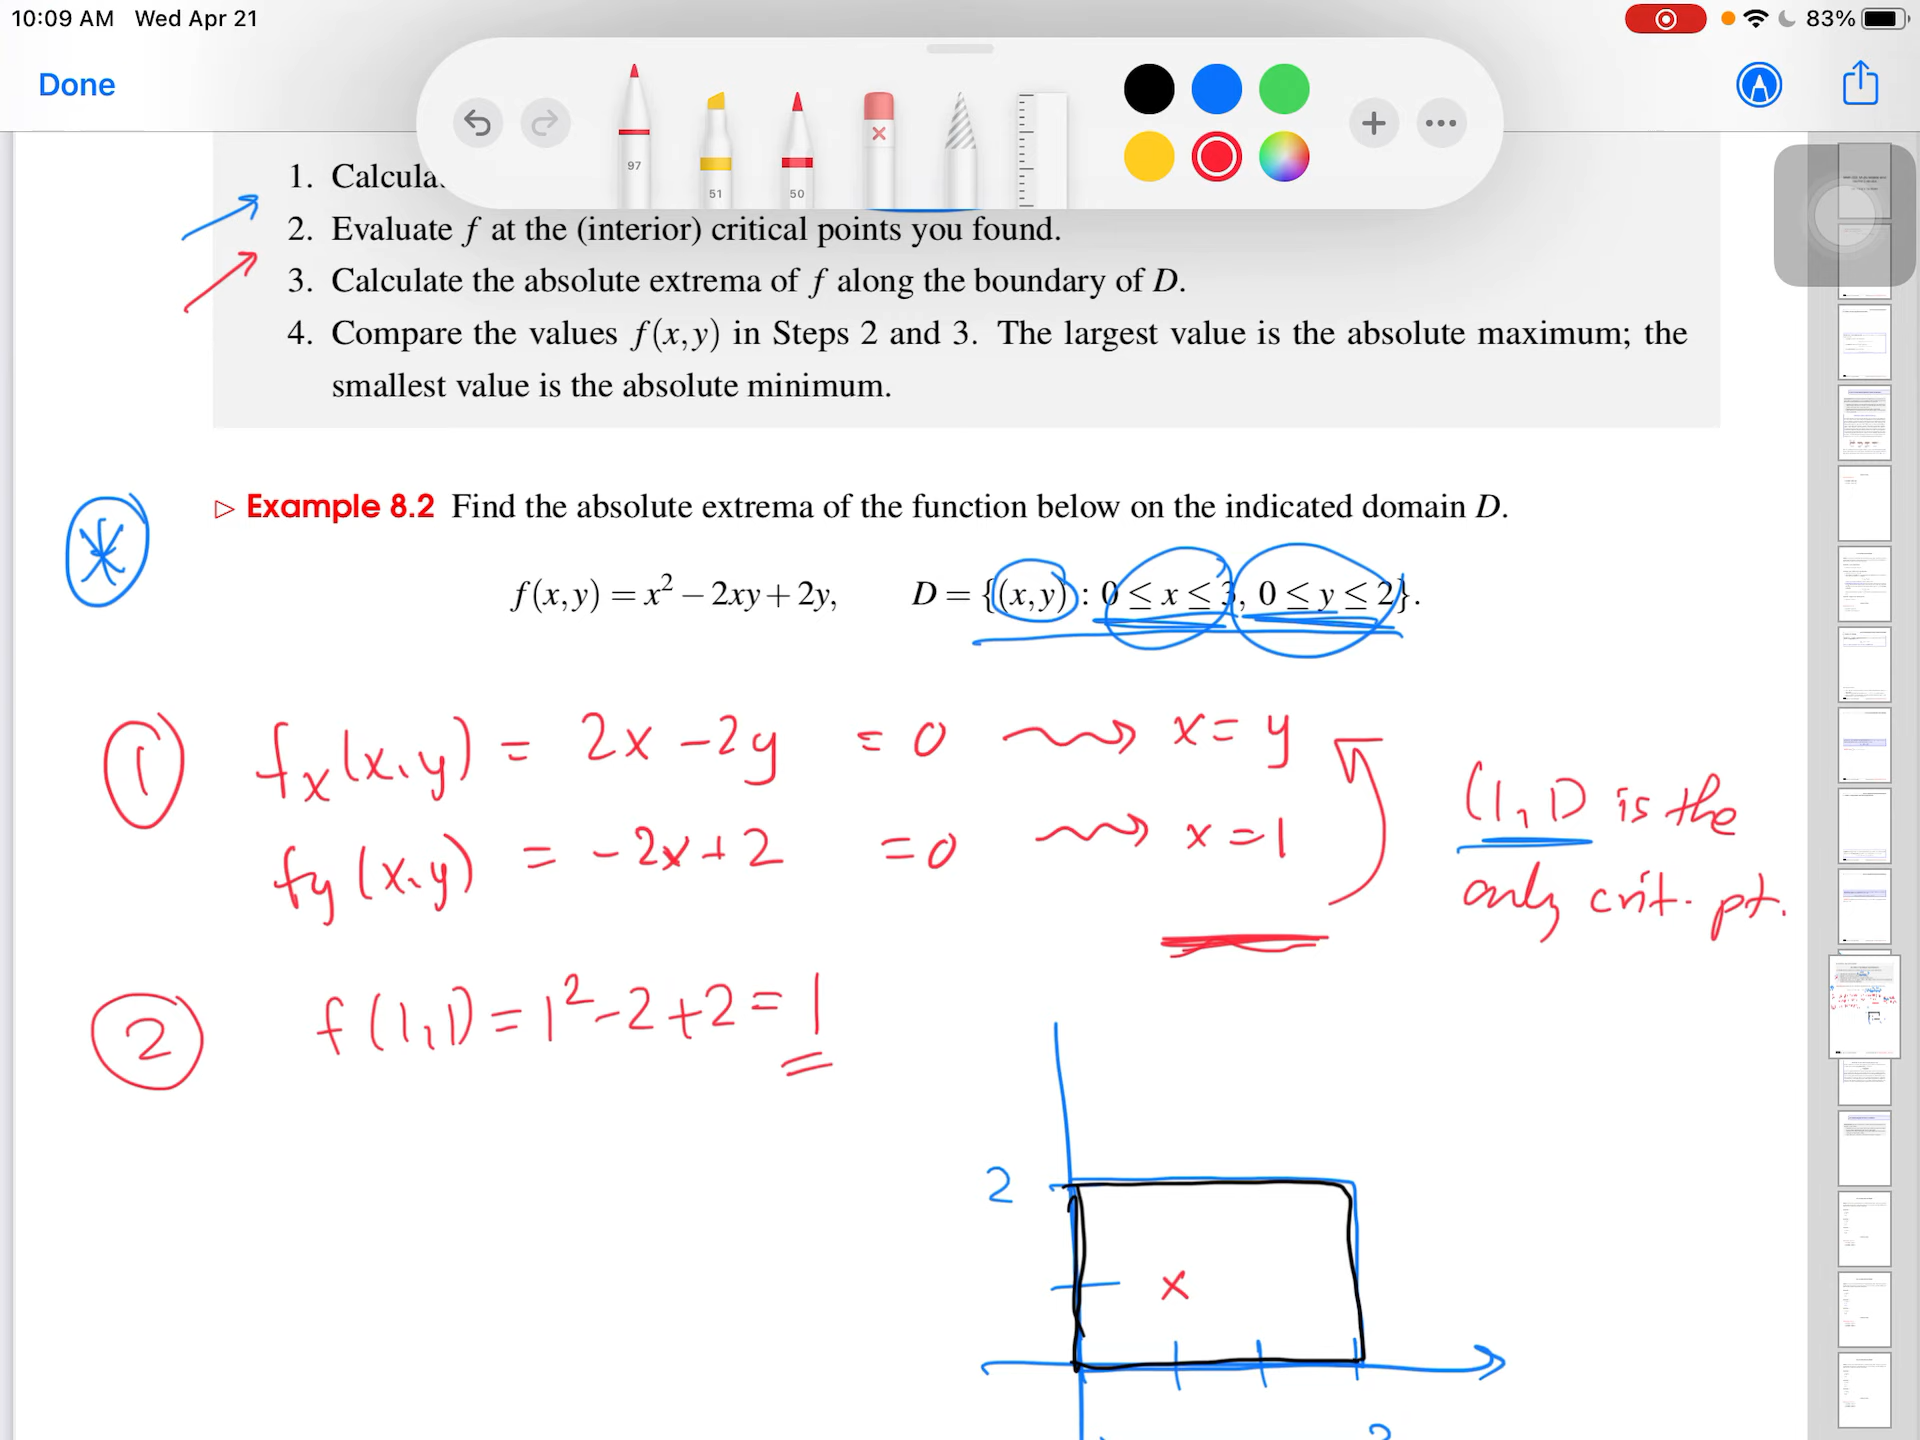 10:09 AM Wed Apr 21 83%
Done
97 51 50
1. Calcula
2. Evaluate f at the (interior) critical points you found.
3. Calculate the absolute extrema of f along the boundary of D.
4. Compare the values f(x,y) in Steps 2 and 3. The largest value is the absolute maximum; the
smallest value is the absolute minimum.
▷ Example 8.2 Find the absolute extrema of the function below on the indicated domain D.
f(x,y) = x² − 2xy + 2y, D = {(x,y) : 0 ≤ x ≤ 3, 0 ≤ y ≤ 2}.
① fx(x,y) = 2x − 2y = 0 ⟿ x = y
fy(x,y) = −2x + 2 = 0 ⟿ x = 1
(1,1) is the
only crit. pt.
② f(1,1) = 1² − 2 + 2 = 1
2
x